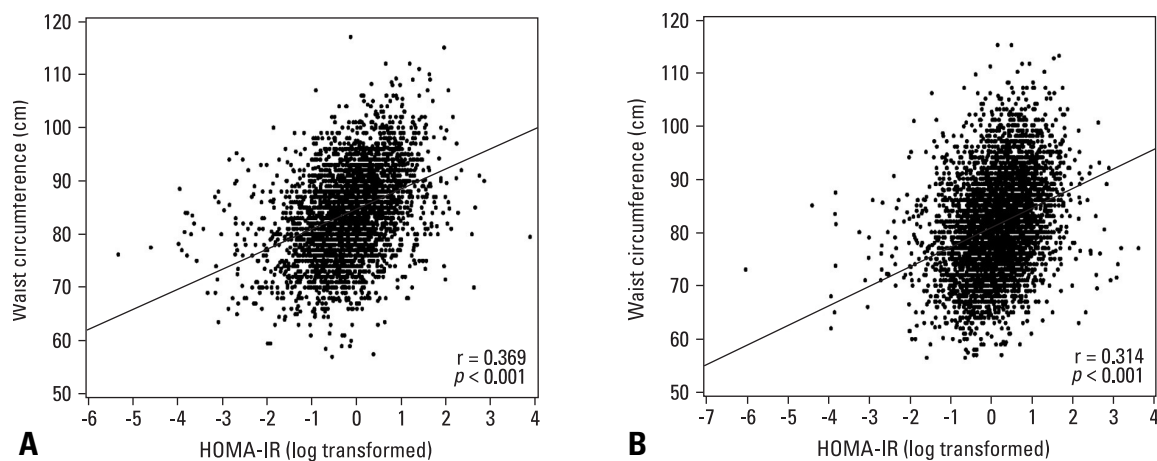 120
110
100
90
80
70
60
50
Waist circumference (cm)
r = 0.369
p < 0.001
-6 -5 -4 -3 -2 -1 0 1 2 3 4
HOMA-IR (log transformed)
A
120
110
100
90
80
70
60
50
Waist circumference (cm)
r = 0.314
p < 0.001
-7 -6 -5 -4 -3 -2 -1 0 1 2 3 4
HOMA-IR (log transformed)
B